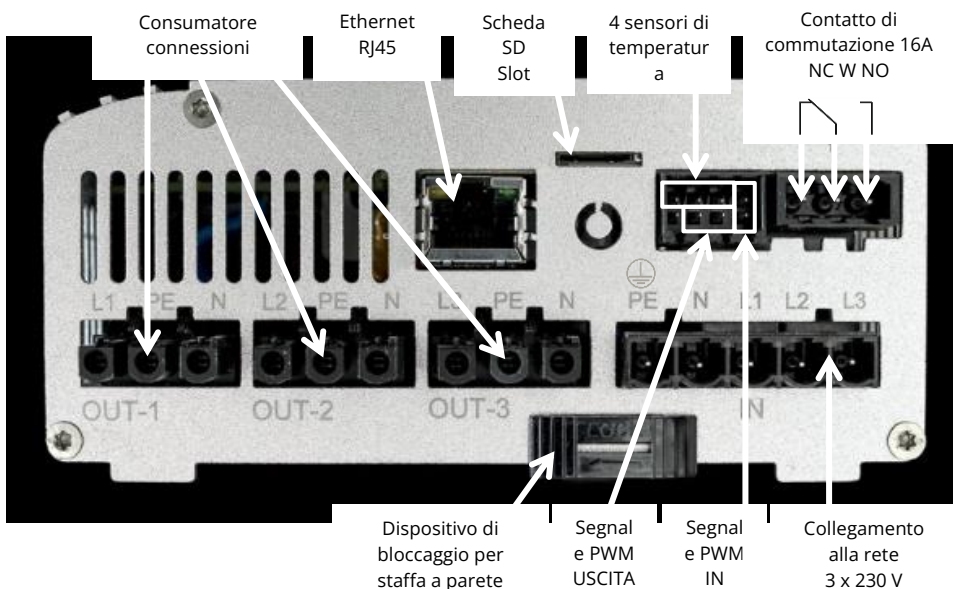 Consumatore
connessioni
Ethernet
RJ45
Scheda
SD
Slot
4 sensori di
temperatur
a
Contatto di
commutazione 16A
NC W NO
L1 PE N L2 PE N L3 PE N PE N L1 L2 L3
OUT-1 OUT-2 OUT-3 IN
Dispositivo di
bloccaggio per
staffa a parete
Segnal
e PWM
USCITA
Segnal
e PWM
IN
Collegamento
alla rete
3 x 230 V